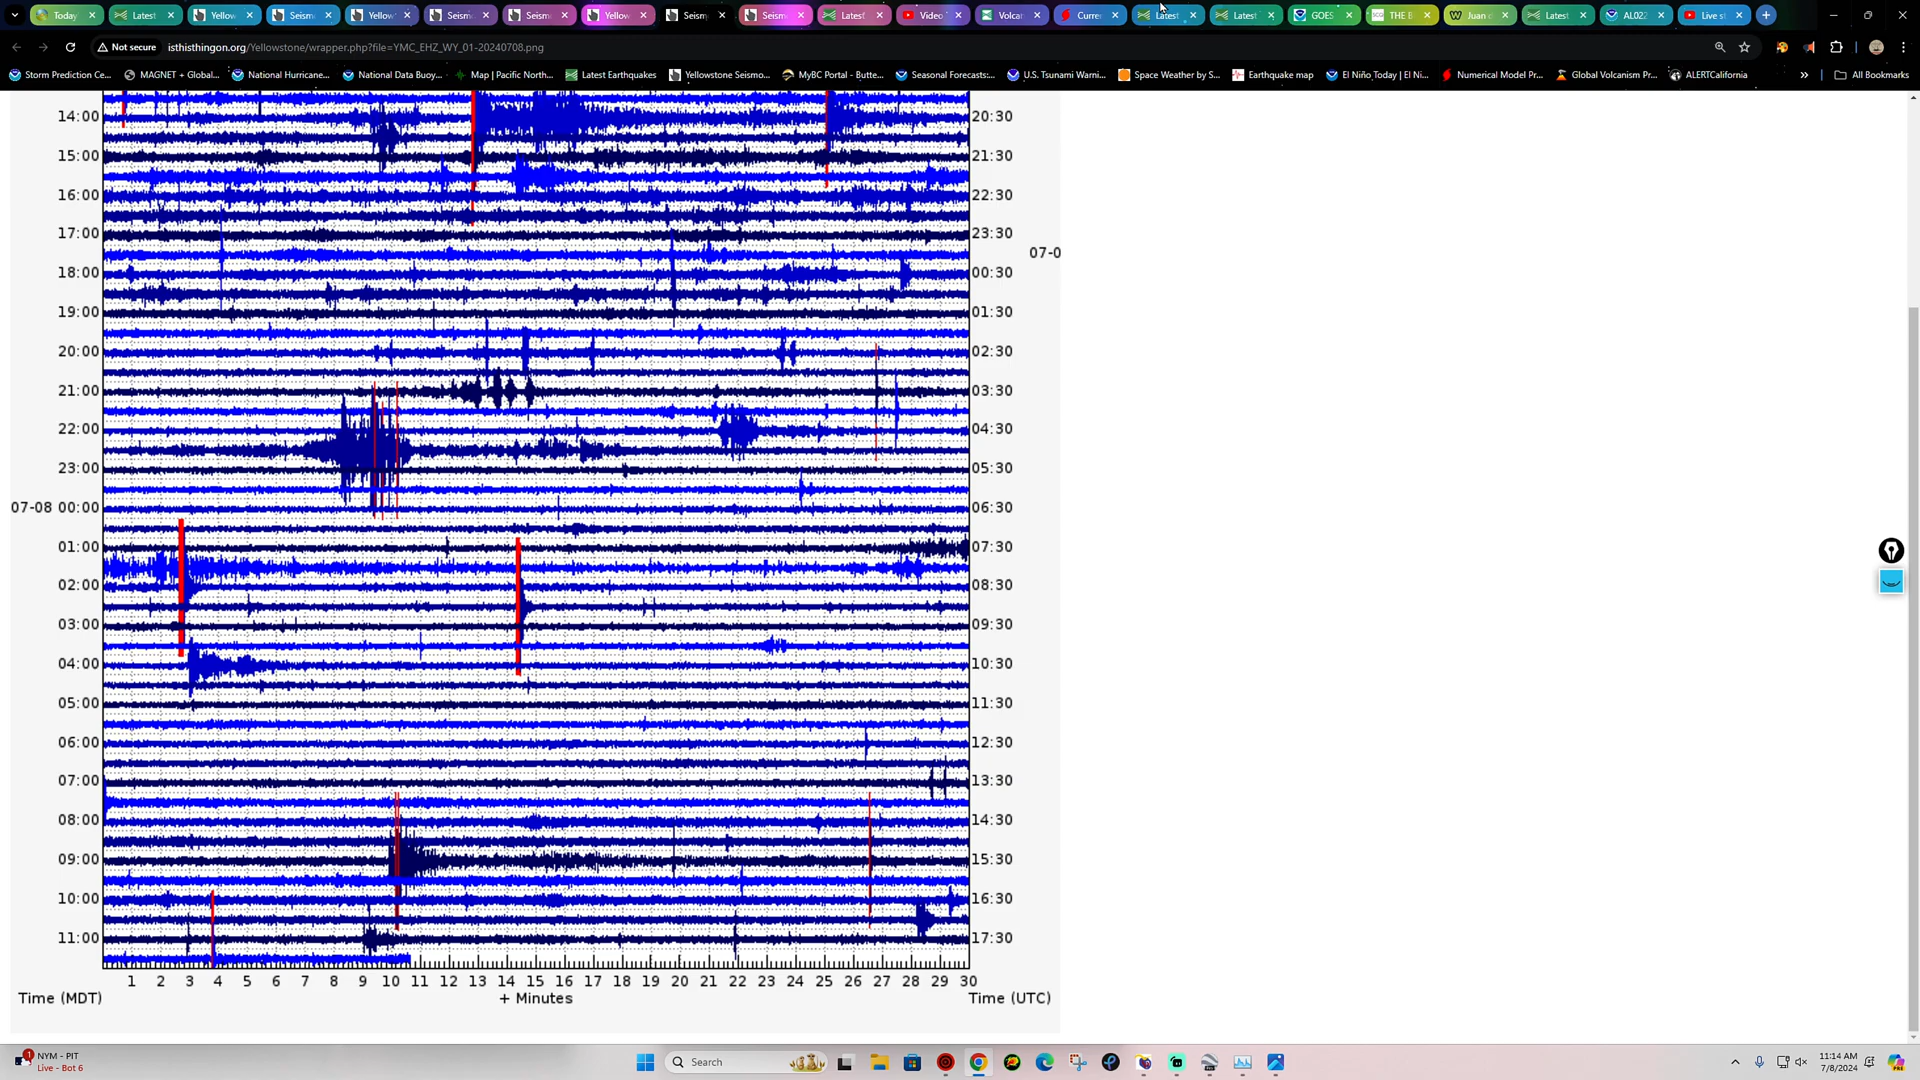 Today
Latest
Yellow
Seismo
Yellow
Seismo
Seismo
Yellow
Seism
Seismo
Latest
Video
Volcan
Curre
Latest
Latest
GOES
THE B
Juan d
Latest
AL022
Live st
Not secure
isthisthingon.org/Yellowstone/wrapper.php?file=YMC_EHZ_WY_01-20240708.png
Storm Prediction Ce...
MAGNET + Global...
National Hurricane...
National Data Buoy...
Map | Pacific North...
Latest Earthquakes
Yellowstone Seismo...
MyBC Portal - Butte...
Seasonal Forecasts:...
U.S. Tsunami Warni...
Space Weather by S...
Earthquake map
El Niño Today | El Ni...
Numerical Model Pr...
Global Volcanism Pr...
ALERTCalifornia
All Bookmarks
14:00 20:30
15:00 21:30
16:00 22:30
17:00 23:30
07-0
18:00 00:30
19:00 01:30
20:00 02:30
21:00 03:30
22:00 04:30
23:00 05:30
07-08 00:00 06:30
01:00 07:30
02:00 08:30
03:00 09:30
04:00 10:30
05:00 11:30
06:00 12:30
07:00 13:30
08:00 14:30
09:00 15:30
10:00 16:30
11:00 17:30
1 2 3 4 5 6 7 8 9 10 11 12 13 14 15 16 17 18 19 20 21 22 23 24 25 26 27 28 29 30
Time (MDT) + Minutes Time (UTC)
1
NYM - PIT
Live - Bot 6
Search
11:14 AM
7/8/2024